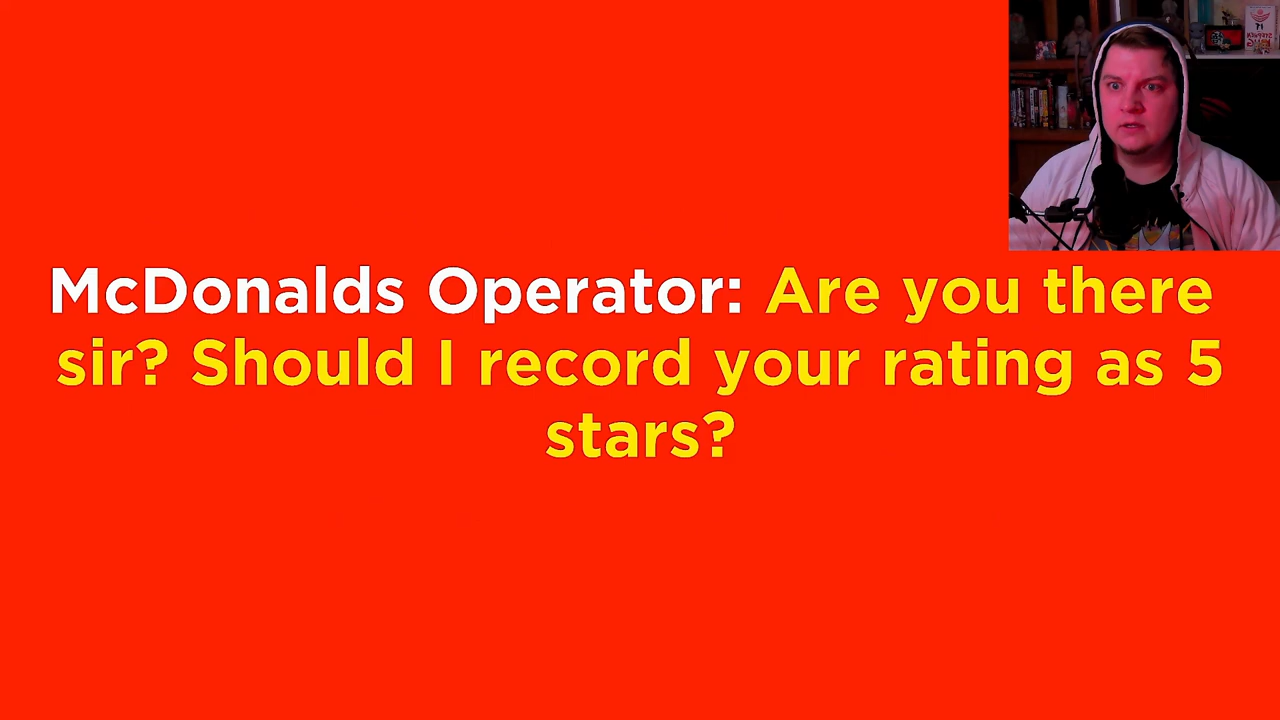 McDonalds Operator: Are you there
sir? Should I record your rating as 5
stars?